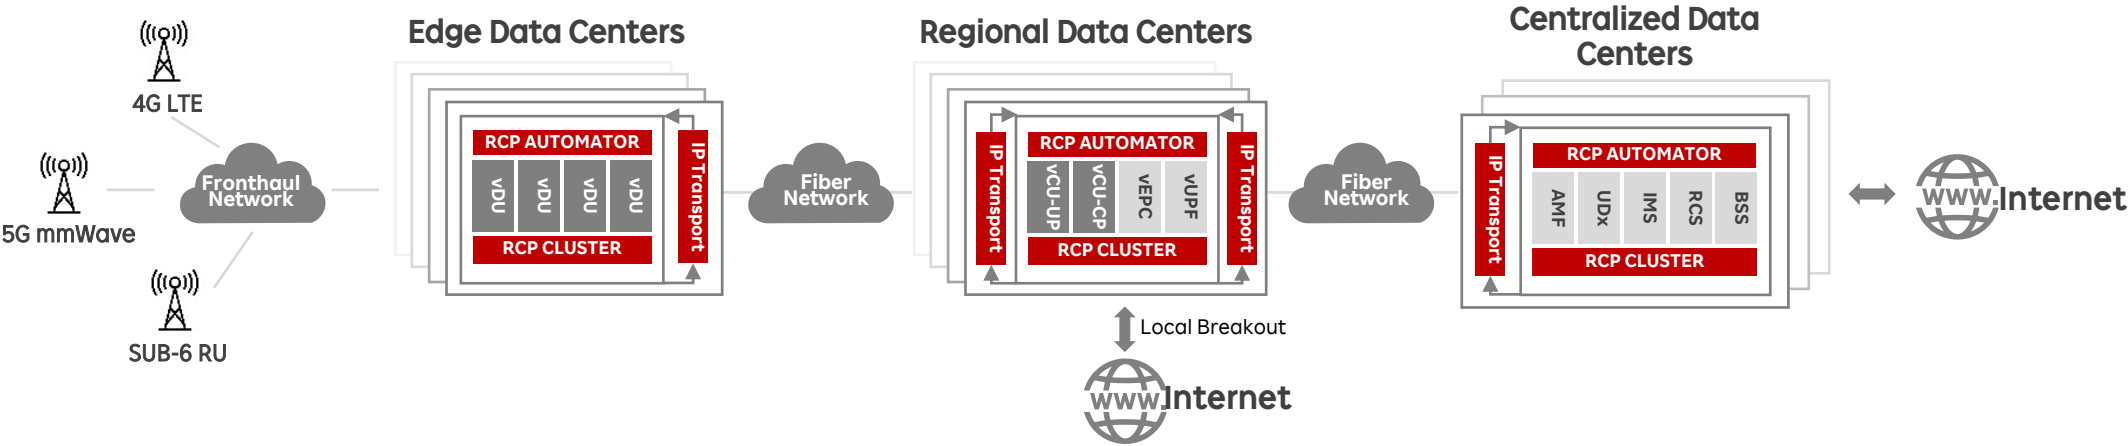 4G LTE
5G mmWave
SUB-6 RU
Fronthaul
Network
Edge Data Centers
RCP AUTOMATOR
vDU
vDU
vDU
vDU
RCP CLUSTER
IP Transport
Fiber
Network
Regional Data Centers
IP Transport
RCP AUTOMATOR
vCU-UP
vCU-CP
vEPC
vUPF
RCP CLUSTER
IP Transport
Local Breakout
www.
Internet
Fiber
Network
Centralized Data
Centers
IP Transport
RCP AUTOMATOR
AMF
UDx
IMS
RCS
BSS
RCP CLUSTER
www.
Internet